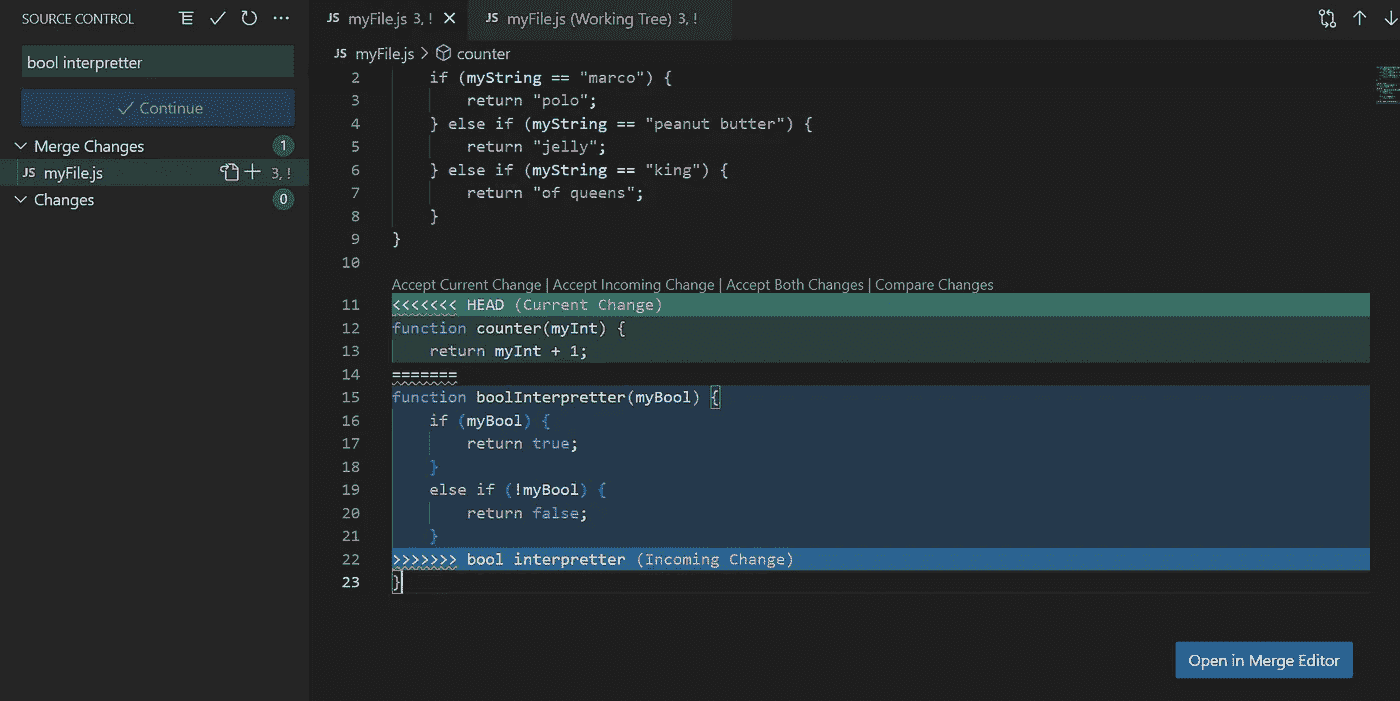 SOURCE CONTROL
bool interpretter
Continue
Merge Changes 1
JS myFile.js 3, !
Changes 0
JS myFile.js 3, !
JS myFile.js (Working Tree) 3, !
JS myFile.js > counter
2 if (myString == "marco") {
3 return "polo";
4 } else if (myString == "peanut butter") {
5 return "jelly";
6 } else if (myString == "king") {
7 return "of queens";
8 }
9 }
10
Accept Current Change | Accept Incoming Change | Accept Both Changes | Compare Changes
11 <<<<<<< HEAD (Current Change)
12 function counter(myInt) {
13 return myInt + 1;
14 =======
15 function boolInterpretter(myBool) {
16 if (myBool) {
17 return true;
18 }
19 else if (!myBool) {
20 return false;
21 }
22 >>>>>>> bool interpretter (Incoming Change)
23 }
Open in Merge Editor